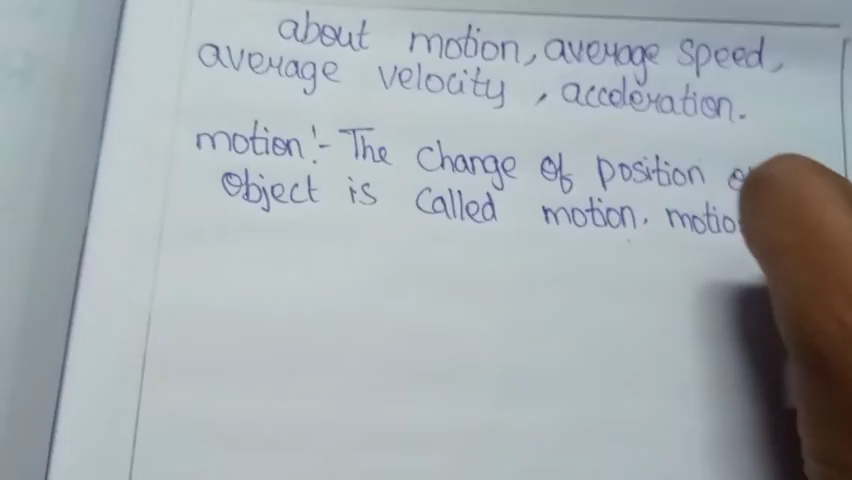 about motion, average speed,
average velocity, acceleration.
motion:- The change of position
object is called motion.